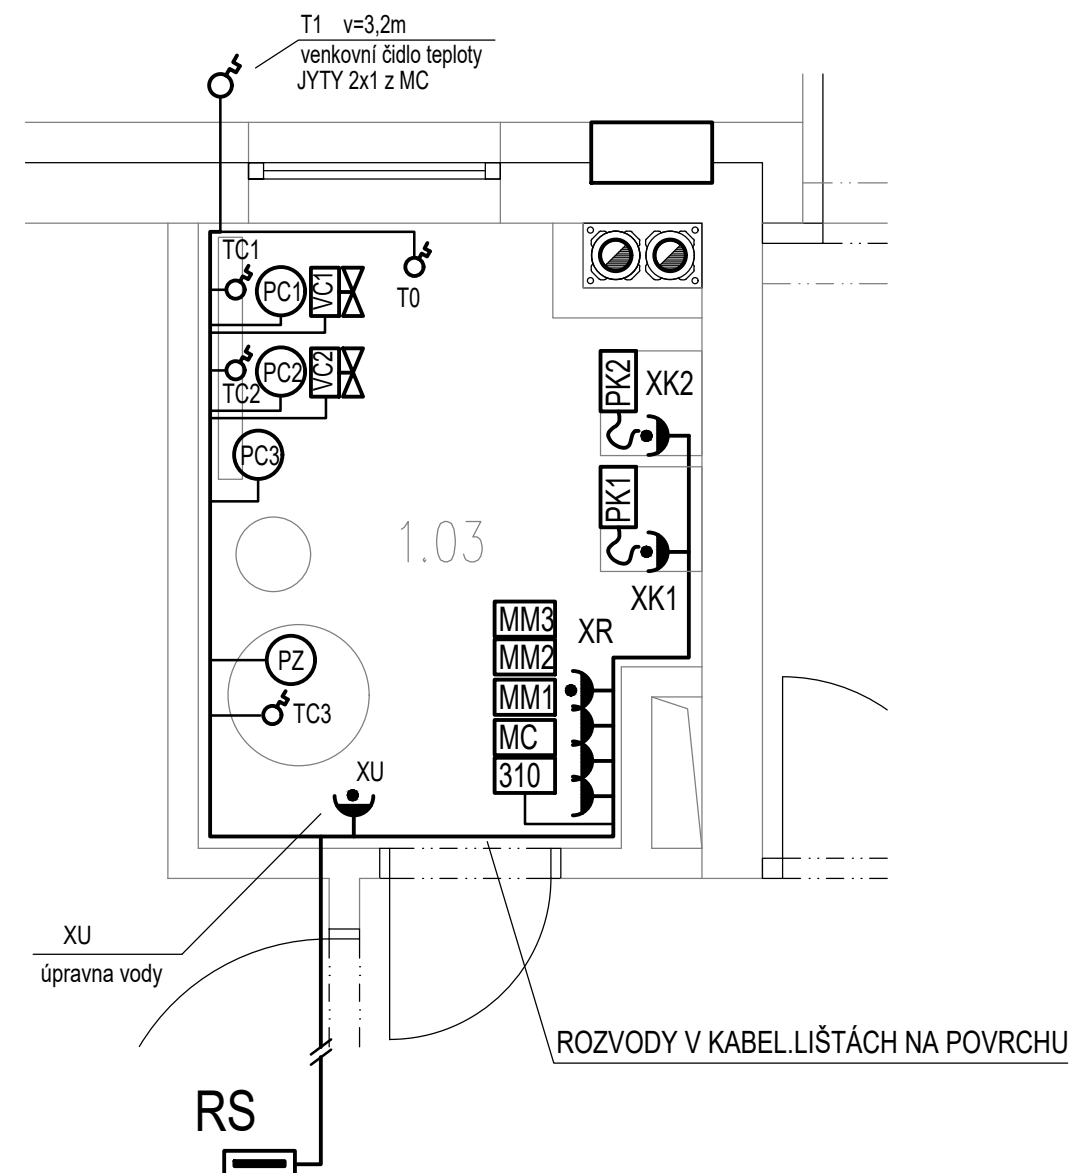 T1 v=3,2m
venkovní čidlo teploty
JYTY 2x1 z MC
TC1
PC1
VC1
T0
TC2
PC2
VC2
PK2
XK2
PC3
PK1
1.03
XK1
MM3
XR
MM2
PZ
MM1
TC3
MC
310
XU
XU
úpravna vody
ROZVODY V KABEL.LIŠTÁCH NA POVRCHU
RS